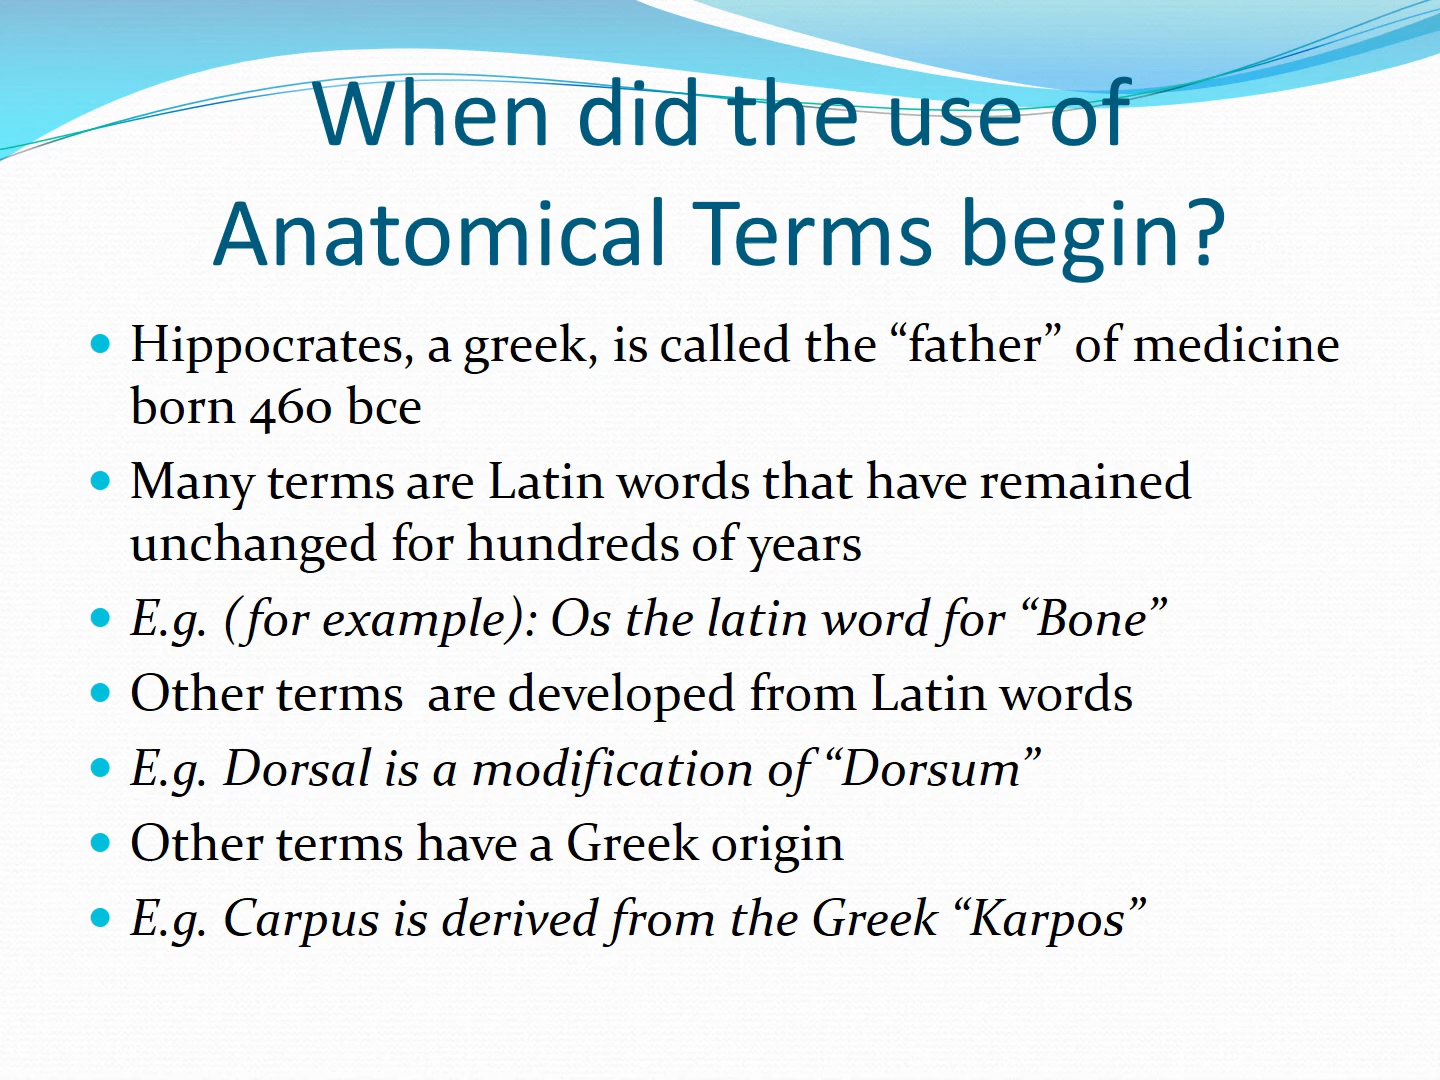 When did the use of
Anatomical Terms begin?
• Hippocrates, a greek, is called the “father” of medicine
born 460 bce
• Many terms are Latin words that have remained
unchanged for hundreds of years
• E.g. (for example): Os the latin word for “Bone”
• Other terms  are developed from Latin words
• E.g. Dorsal is a modification of “Dorsum”
• Other terms have a Greek origin
• E.g. Carpus is derived from the Greek “Karpos”